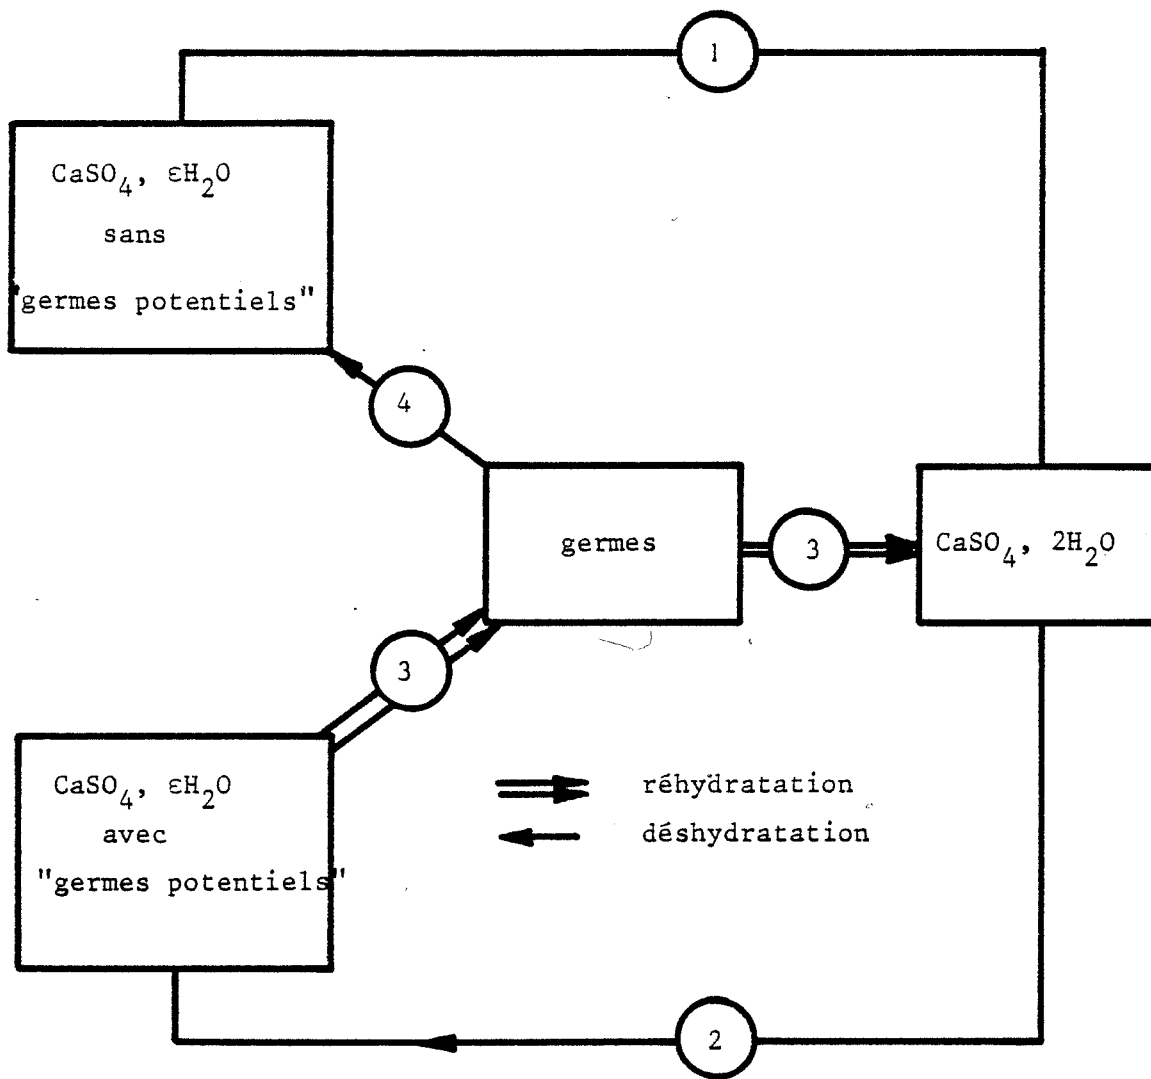 1
CaSO4, εH2O
sans
"germes potentiels"
4
germes
3
CaSO4, 2H2O
3
CaSO4, εH2O
avec
"germes potentiels"
réhydratation
déshydratation
2